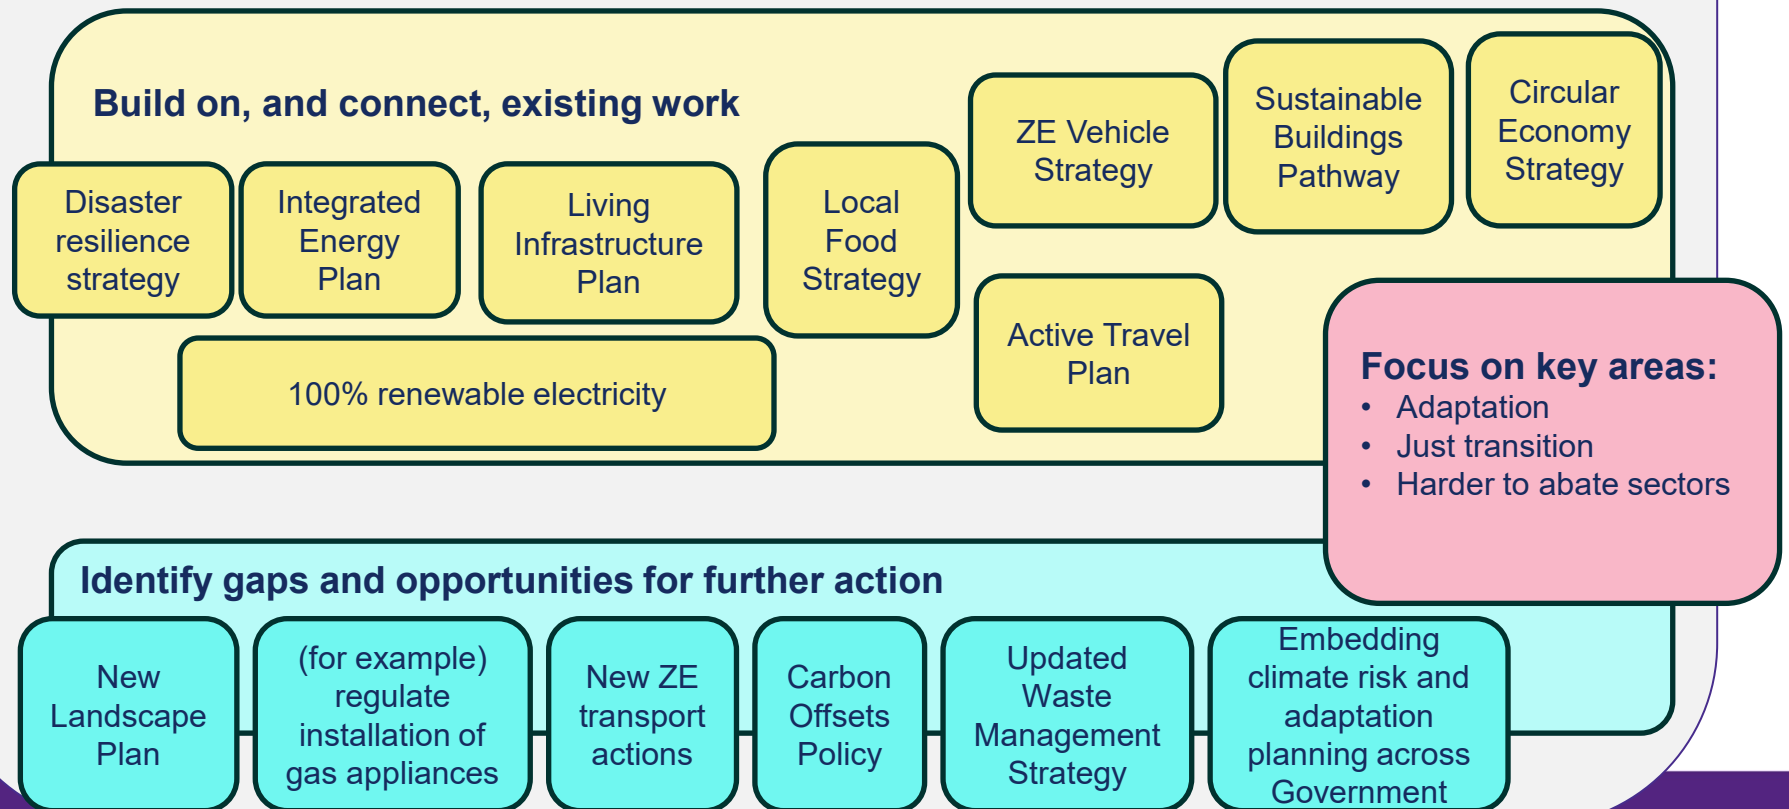 Build on, and connect, existing work
Disaster
resilience
strategy
Integrated
Energy
Plan
Living
Infrastructure
Plan
Local
Food
Strategy
ZE Vehicle
Strategy
Sustainable
Buildings
Pathway
Circular
Economy
Strategy
100% renewable electricity
Active Travel
Plan
Focus on key areas:
• Adaptation
• Just transition
• Harder to abate sectors
Identify gaps and opportunities for further action
New
Landscape
Plan
(for example)
regulate
installation of
gas appliances
New ZE
transport
actions
Carbon
Offsets
Policy
Updated
Waste
Management
Strategy
Embedding
climate risk and
adaptation
planning across
Government